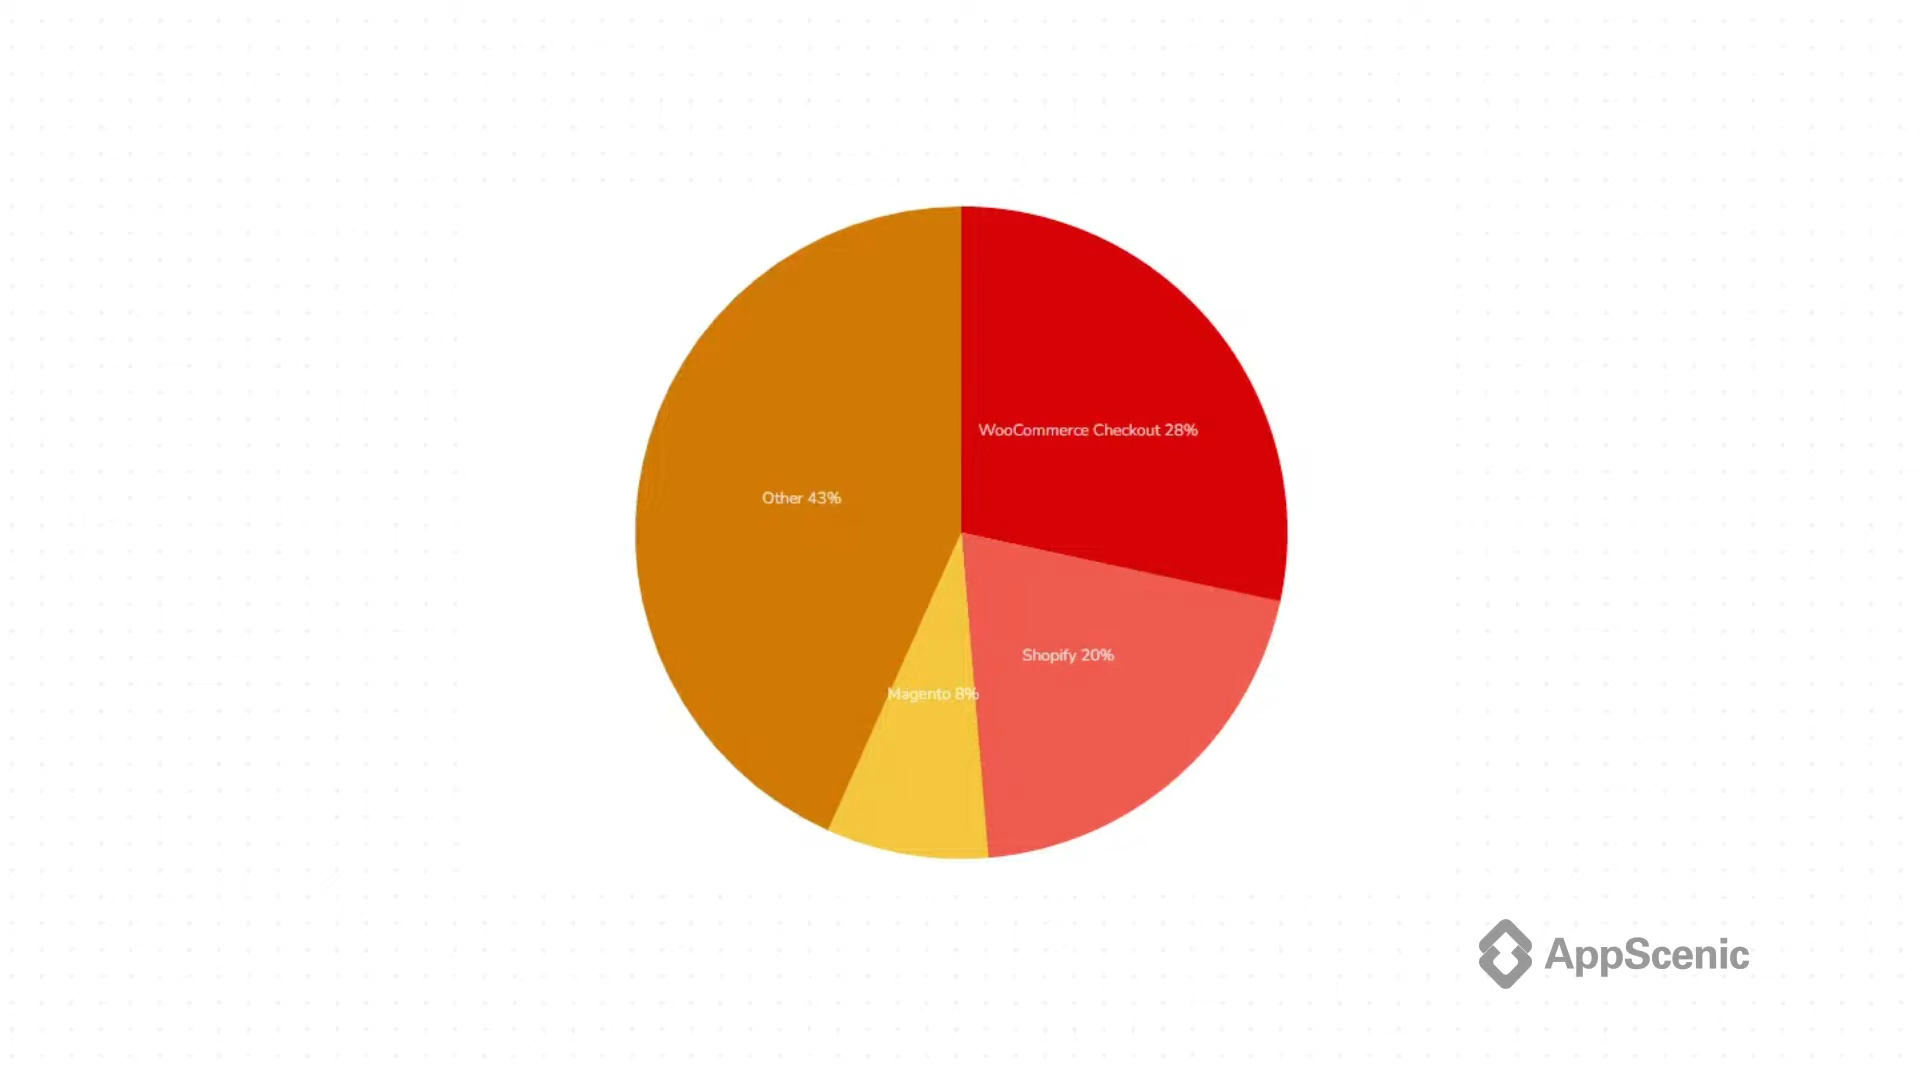 WooCommerce Checkout 28%
Other 43%
Shopify 20%
Magento 8%
AppScenic